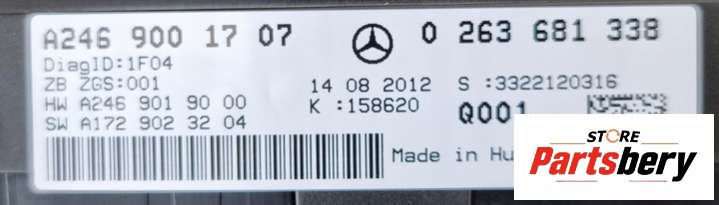 A246 900 17 07 0 263 681 338
DiagID:1F04
ZB ZGS:001 14 08 2012 S :3322120316
HW A246 901 90 00 K :158620 Q001
SW A172 902 32 04
Made in Hu
STORE
Partsbery